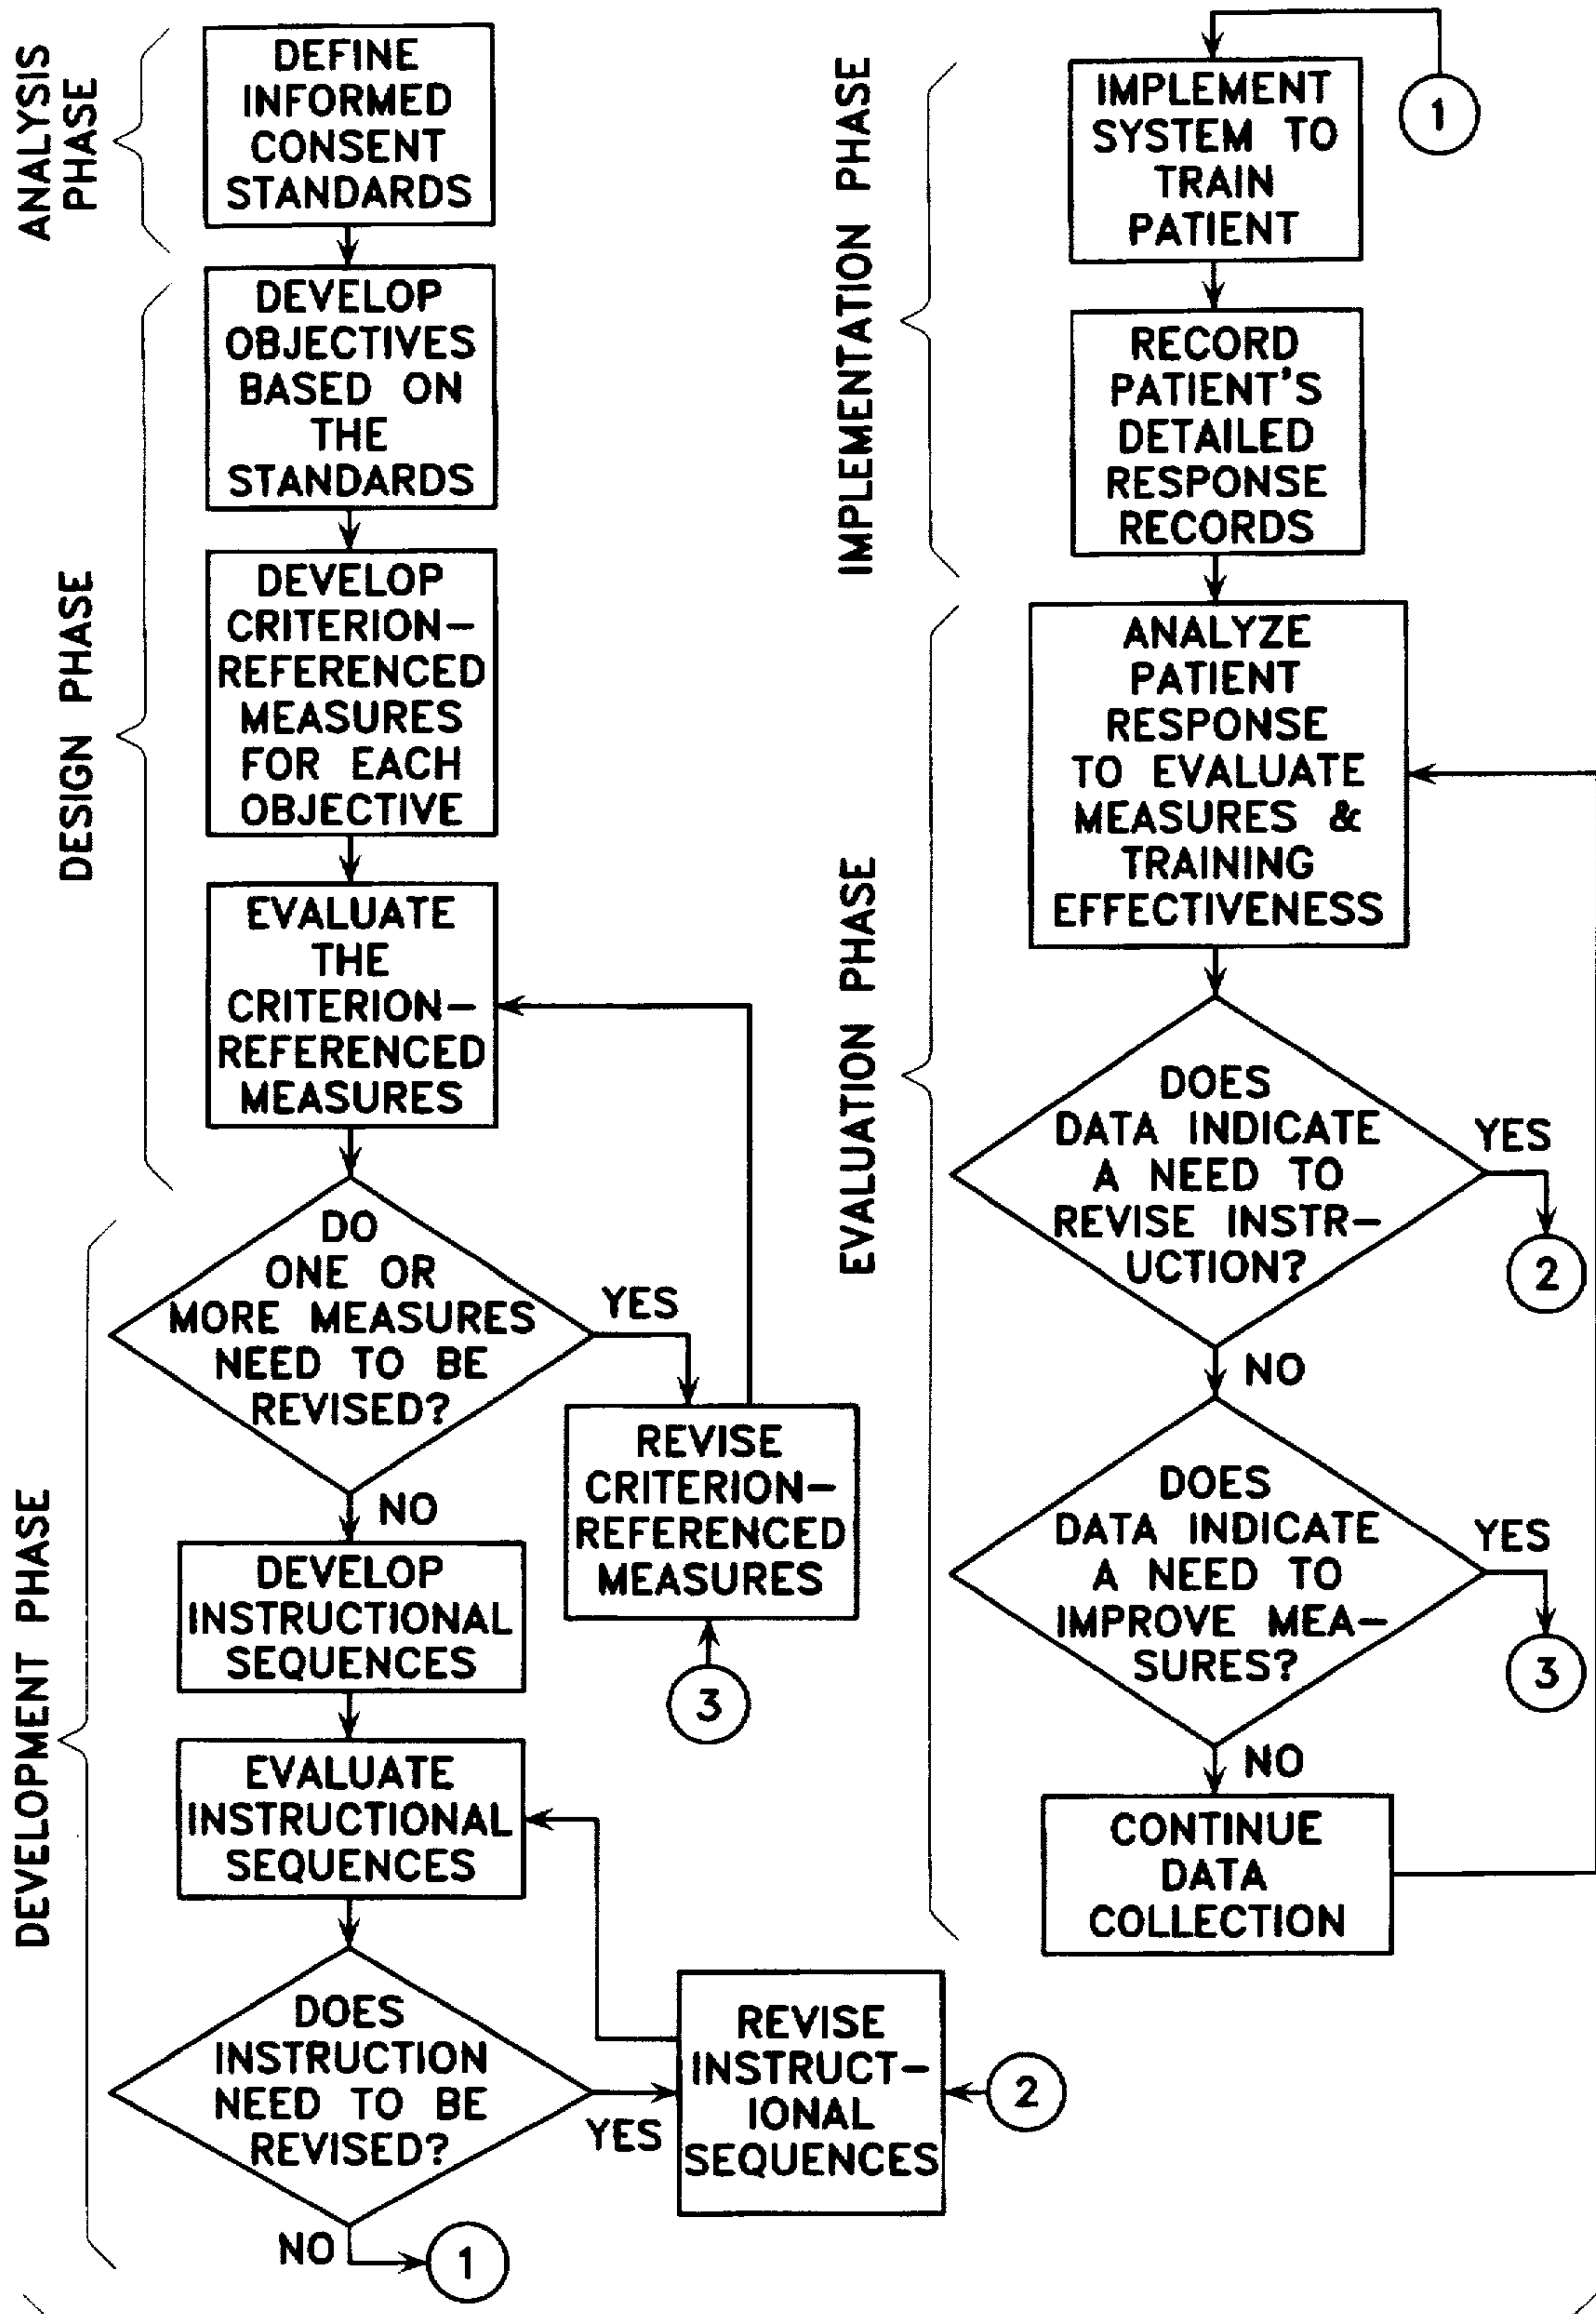 ANALYSIS
PHASE
DEFINE
INFORMED
CONSENT
STANDARDS
DESIGN PHASE
DEVELOP
OBJECTIVES
BASED ON
THE
STANDARDS
DEVELOP
CRITERION-
REFERENCED
MEASURES
FOR EACH
OBJECTIVE
EVALUATE
THE
CRITERION-
REFERENCED
MEASURES
DEVELOPMENT PHASE
DO
ONE OR
MORE MEASURES
NEED TO BE
REVISED?
YES
REVISE
CRITERION-
REFERENCED
MEASURES
3
NO
DEVELOP
INSTRUCTIONAL
SEQUENCES
EVALUATE
INSTRUCTIONAL
SEQUENCES
DOES
INSTRUCTION
NEED TO BE
REVISED?
YES
REVISE
INSTRUCT-
IONAL
SEQUENCES
2
NO
1
IMPLEMENTATION PHASE
1
IMPLEMENT
SYSTEM TO
TRAIN
PATIENT
RECORD
PATIENT'S
DETAILED
RESPONSE
RECORDS
EVALUATION PHASE
ANALYZE
PATIENT
RESPONSE
TO EVALUATE
MEASURES &
TRAINING
EFFECTIVENESS
DOES
DATA INDICATE
A NEED TO
REVISE INSTR-
UCTION?
YES
2
NO
DOES
DATA INDICATE
A NEED TO
IMPROVE MEA-
SURES?
YES
3
NO
CONTINUE
DATA
COLLECTION